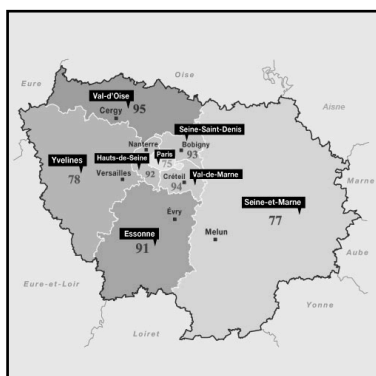 Eure
Oise
Aisne
Val-d'Oise
95
Cergy
Seine-Saint-Denis
Nanterre
Bobigny
93
Hauts-de-Seine
Paris
75
Yvelines
78
Versailles
92
Créteil
94
Val-de-Marne
Marne
Seine-et-Marne
77
Évry
Essonne
91
Melun
Aube
Eure-et-Loir
Yonne
Loiret